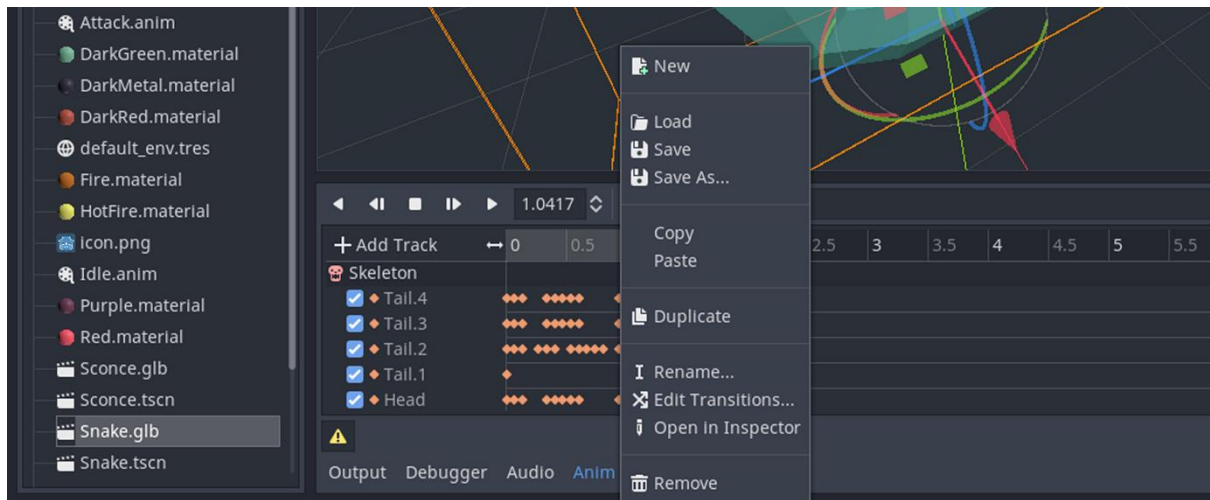 Attack.anim
DarkGreen.material
DarkMetal.material
DarkRed.material
default_env.tres
Fire.material
HotFire.material
icon.png
Idle.anim
Purple.material
Red.material
Sconce.glb
Sconce.tscn
Snake.glb
Snake.tscn
1.0417
Add Track 0 0.5 2.5 3 3.5 4 4.5 5 5.5
Skeleton
Tail.4
Tail.3
Tail.2
Tail.1
Head
Output Debugger Audio Anim
New
Load
Save
Save As...
Copy
Paste
Duplicate
Rename...
Edit Transitions...
Open in Inspector
Remove